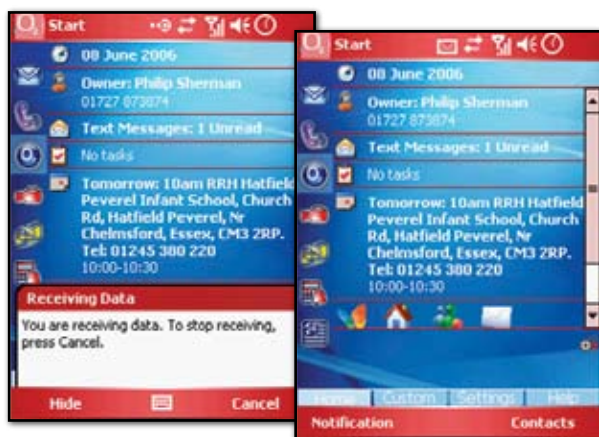 O2 Start
08 June 2006
Owner: Philip Sherman
01727 873874
Text Messages: 1 Unread
No tasks
Tomorrow: 10am RRH Hatfield
Peverel Infant School, Church
Rd, Hatfield Peverel, Nr
Chelmsford, Essex, CM3 2RP.
Tel: 01245 380 220
10:00-10:30
Receiving Data
You are receiving data. To stop receiving,
press Cancel.
Hide Cancel
O2 Start
08 June 2006
Owner: Philip Sherman
01727 873874
Text Messages: 1 Unread
No tasks
Tomorrow: 10am RRH Hatfield
Peverel Infant School, Church
Rd, Hatfield Peverel, Nr
Chelmsford, Essex, CM3 2RP.
Tel: 01245 380 220
10:00-10:30
Home Custom Settings Help
Notification Contacts